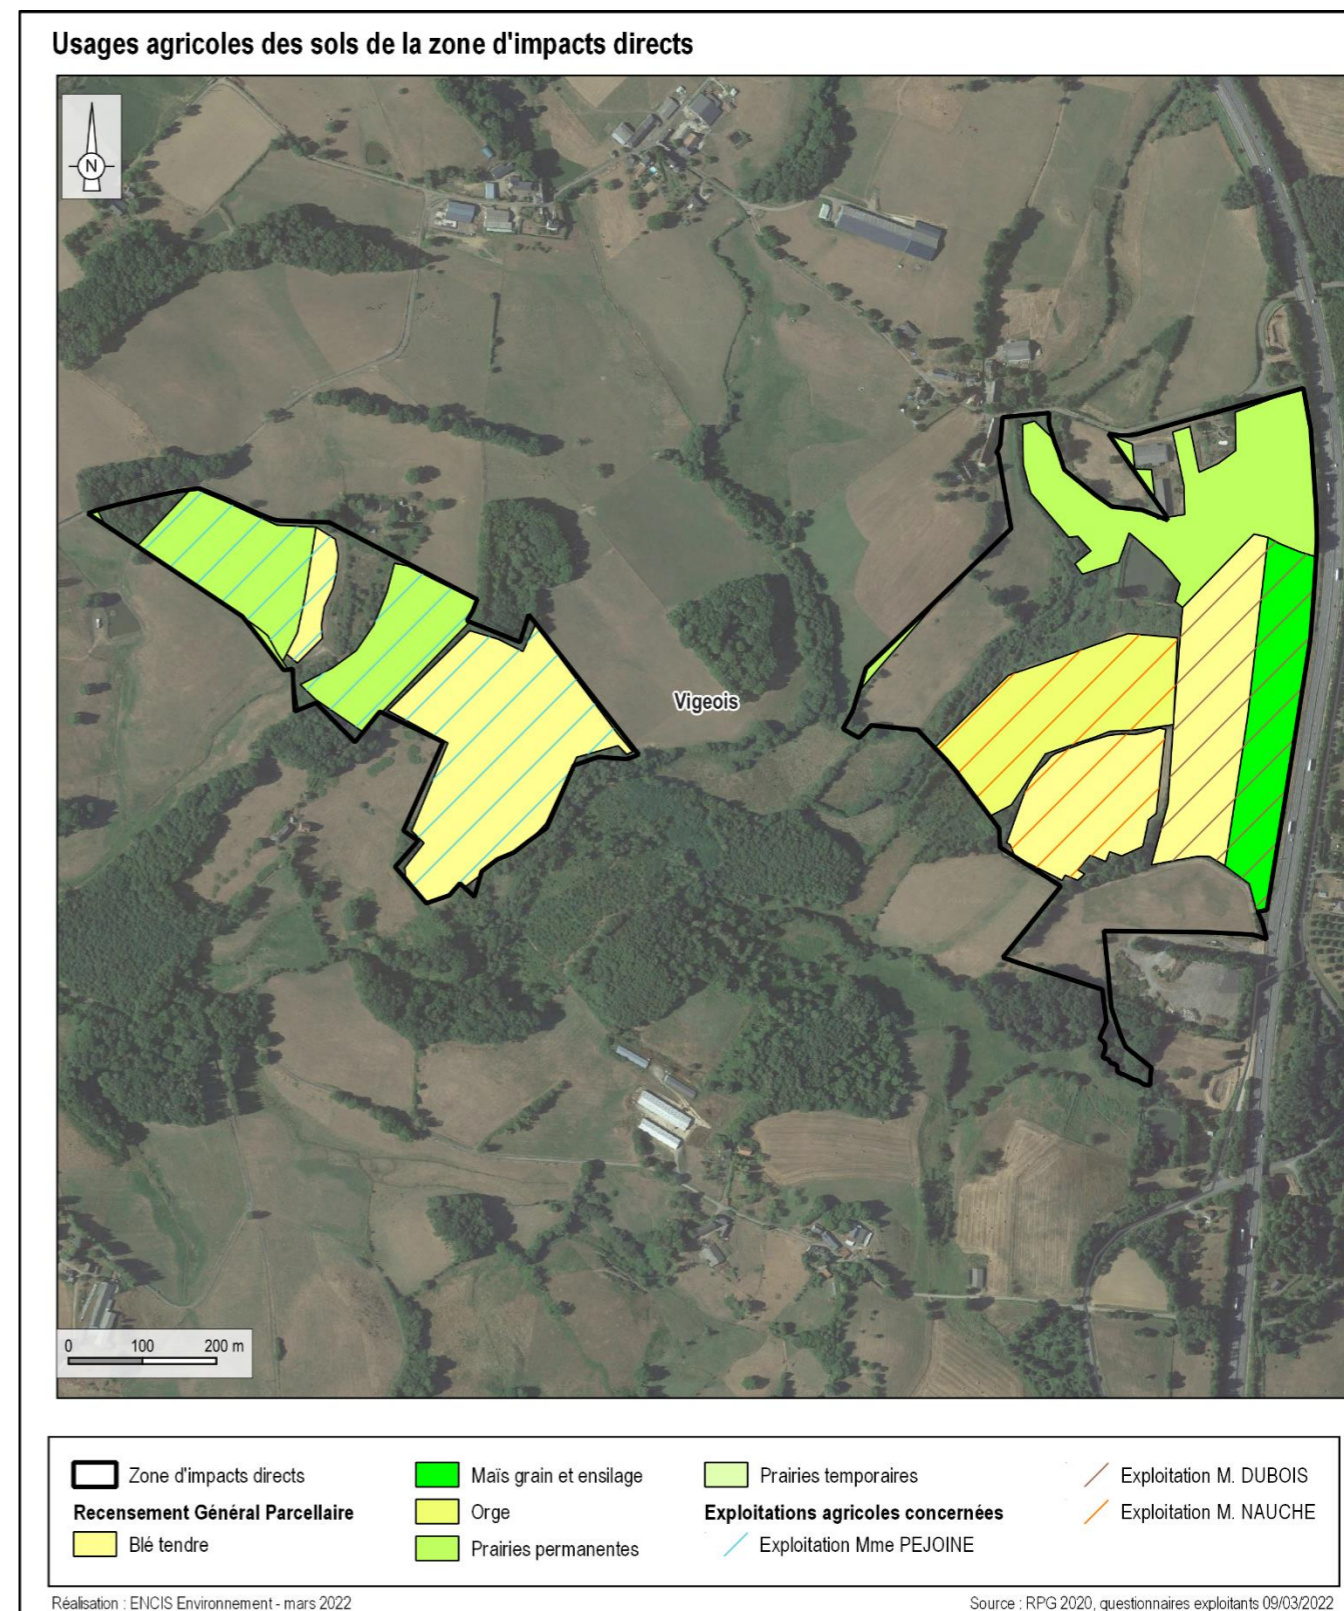 Usages agricoles des sols de la zone d'impacts directs
N
Vigeois
0 100 200 m
Zone d'impacts directs
Recensement Général Parcellaire
Blé tendre
Maïs grain et ensilage
Orge
Prairies permanentes
Prairies temporaires
Exploitations agricoles concernées
Exploitation Mme PEJOINE
Exploitation M. DUBOIS
Exploitation M. NAUCHE
Réalisation : ENCIS Environnement - mars 2022
Source : RPG 2020, questionnaires exploitants 09/03/2022